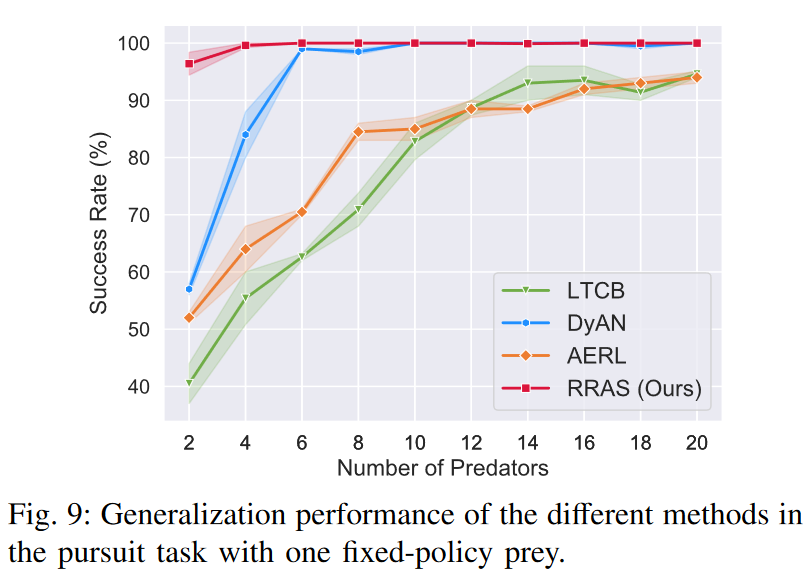 100
90
80
70
60
50
40
Success Rate (%)
LTCB
DyAN
AERL
RRAS (Ours)
2 4 6 8 10 12 14 16 18 20
Number of Predators
Fig. 9: Generalization performance of the different methods in
the pursuit task with one fixed-policy prey.